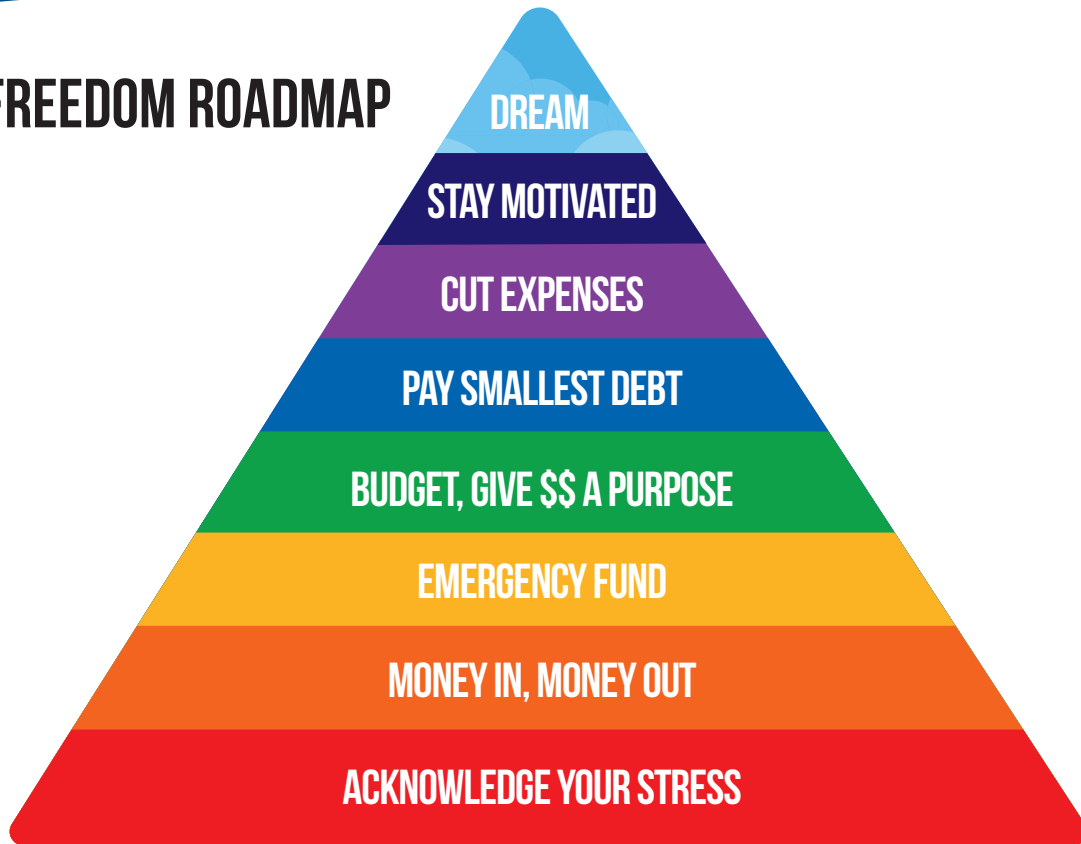 FREEDOM ROADMAP
DREAM
STAY MOTIVATED
CUT EXPENSES
PAY SMALLEST DEBT
BUDGET, GIVE $$ A PURPOSE
EMERGENCY FUND
MONEY IN, MONEY OUT
ACKNOWLEDGE YOUR STRESS